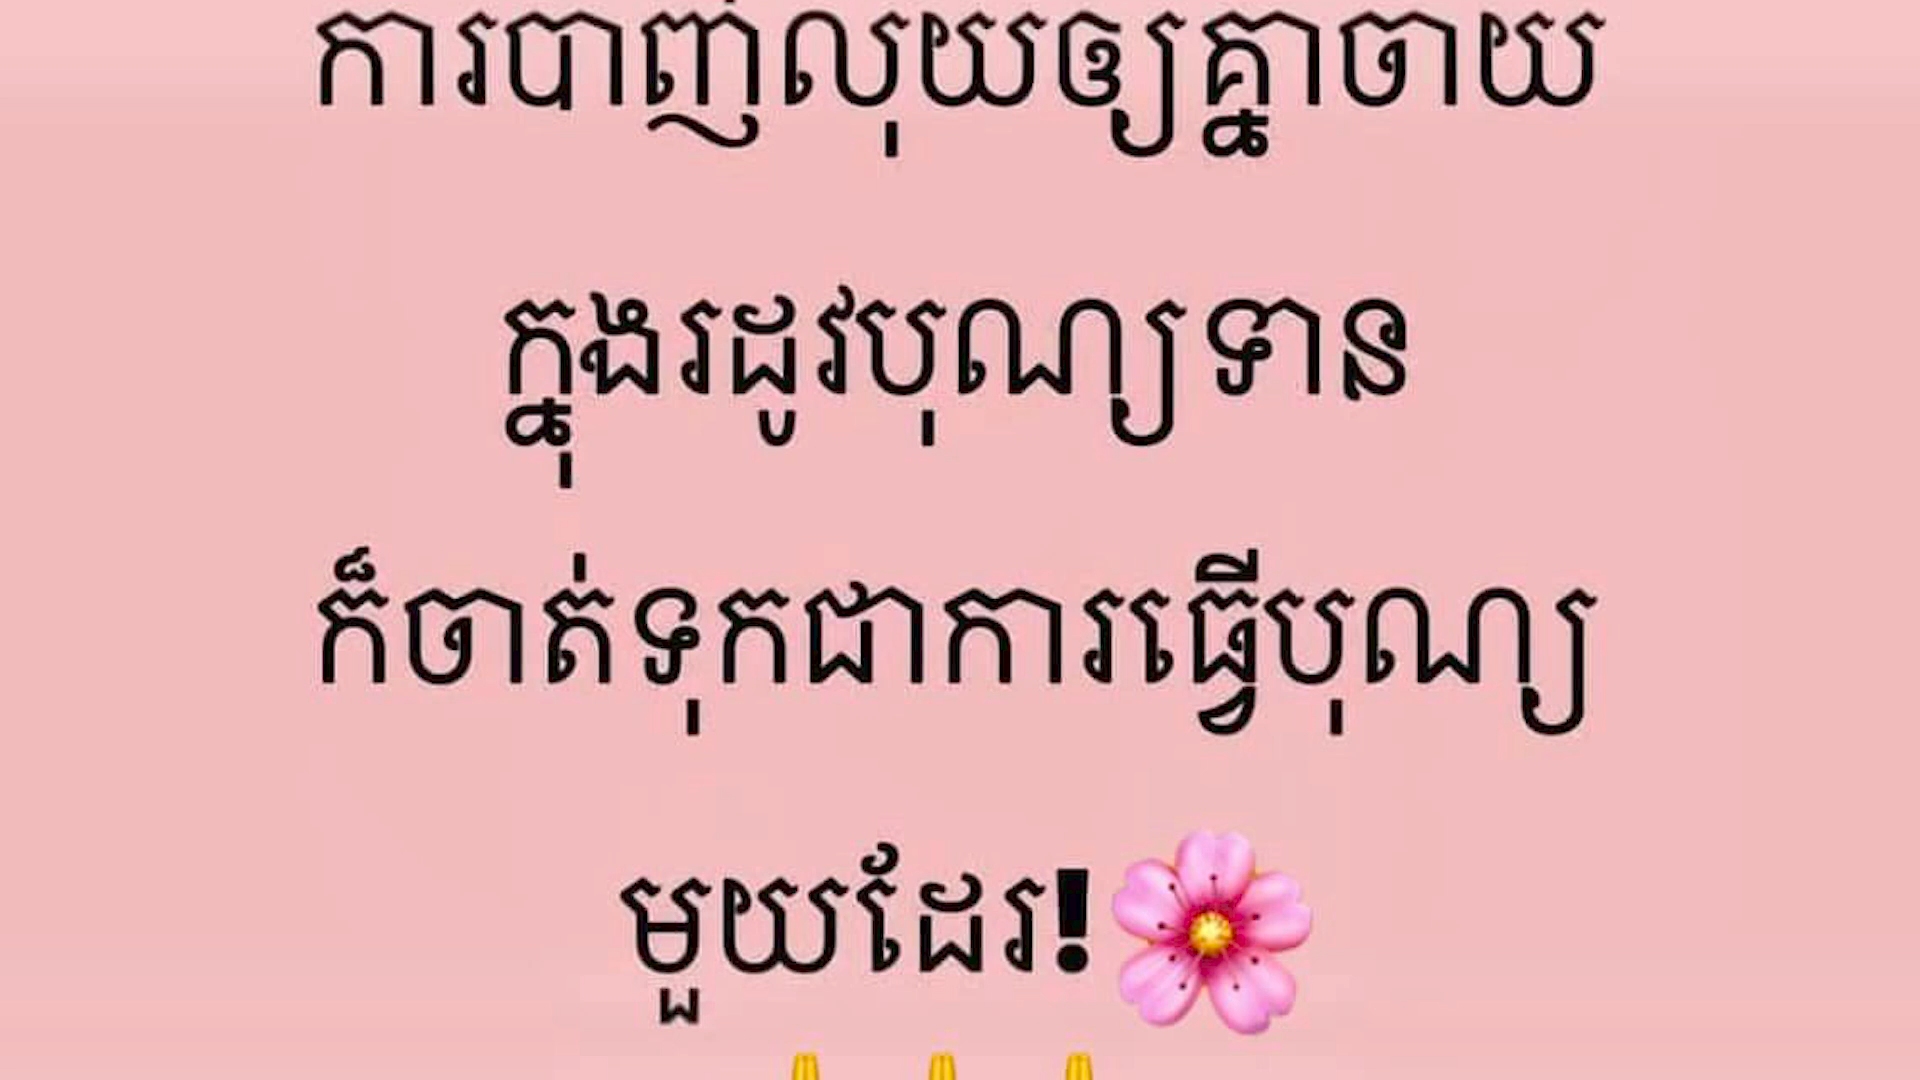 ការបាញ់លុយឲ្យគ្នាចាយ
ក្នុងរដូវបុណ្យទាន
ក៏ចាត់ទុកជាការធ្វើបុណ្យ
មួយដែរ!🌸